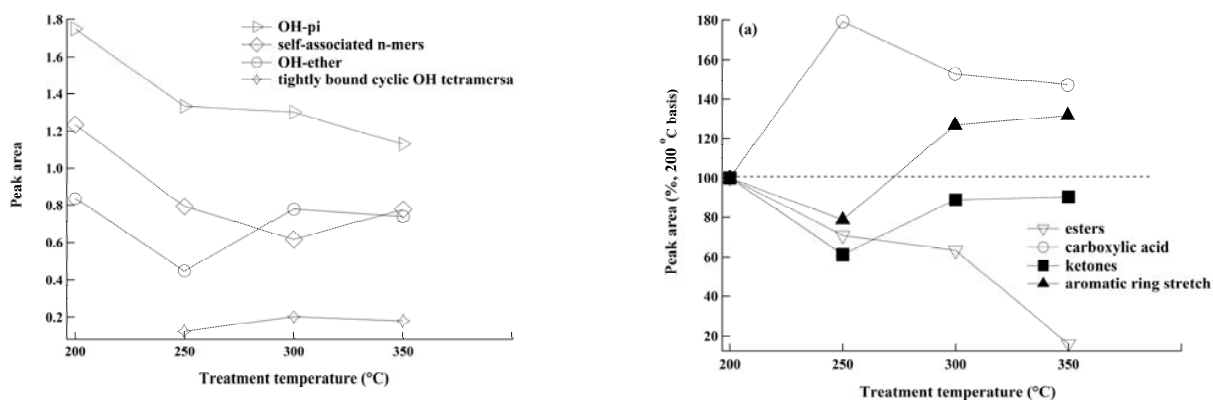 1.8
1.6
1.4
1.2
1.0
0.8
0.6
0.4
0.2
Peak area
OH-pi
self-associated n-mers
OH-ether
tightly bound cyclic OH tetramersa
200
250
300
350
Treatment temperature (°C)
(a)
180
160
140
120
100
80
60
40
20
Peak area (%, 200 °C basis)
esters
carboxylic acid
ketones
aromatic ring stretch
200
250
300
350
Treatment temperature (°C)